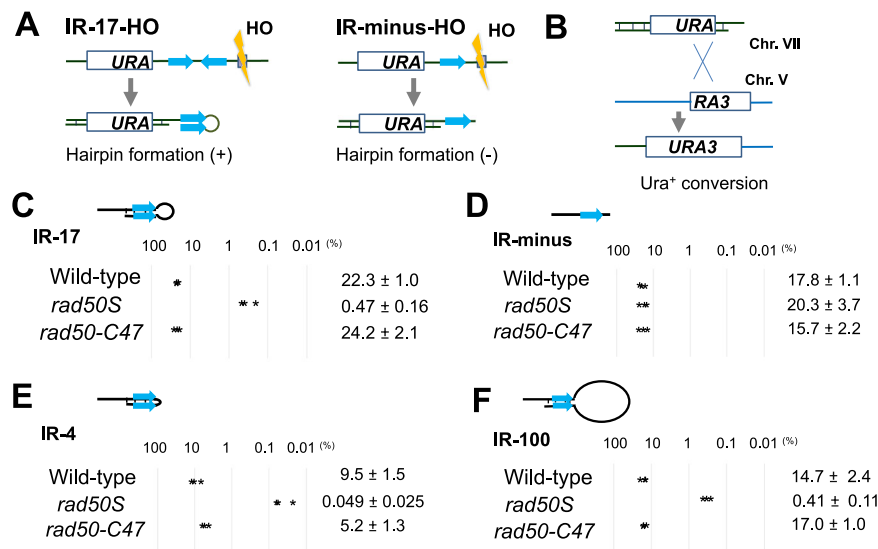 A
IR-17-HO
HO
URA
URA
Hairpin formation (+)
IR-minus-HO
HO
URA
URA
Hairpin formation (-)
B
URA
Chr. VII
Chr. V
RA3
URA3
Ura⁺ conversion
C
IR-17
100 10 1 0.1 0.01 (%)
Wild-type 22.3 ± 1.0
rad50S 0.47 ± 0.16
rad50-C47 24.2 ± 2.1
D
IR-minus
100 10 1 0.1 0.01 (%)
Wild-type 17.8 ± 1.1
rad50S 20.3 ± 3.7
rad50-C47 15.7 ± 2.2
E
IR-4
100 10 1 0.1 0.01 (%)
Wild-type 9.5 ± 1.5
rad50S 0.049 ± 0.025
rad50-C47 5.2 ± 1.3
F
IR-100
100 10 1 0.1 0.01 (%)
Wild-type 14.7 ± 2.4
rad50S 0.41 ± 0.11
rad50-C47 17.0 ± 1.0